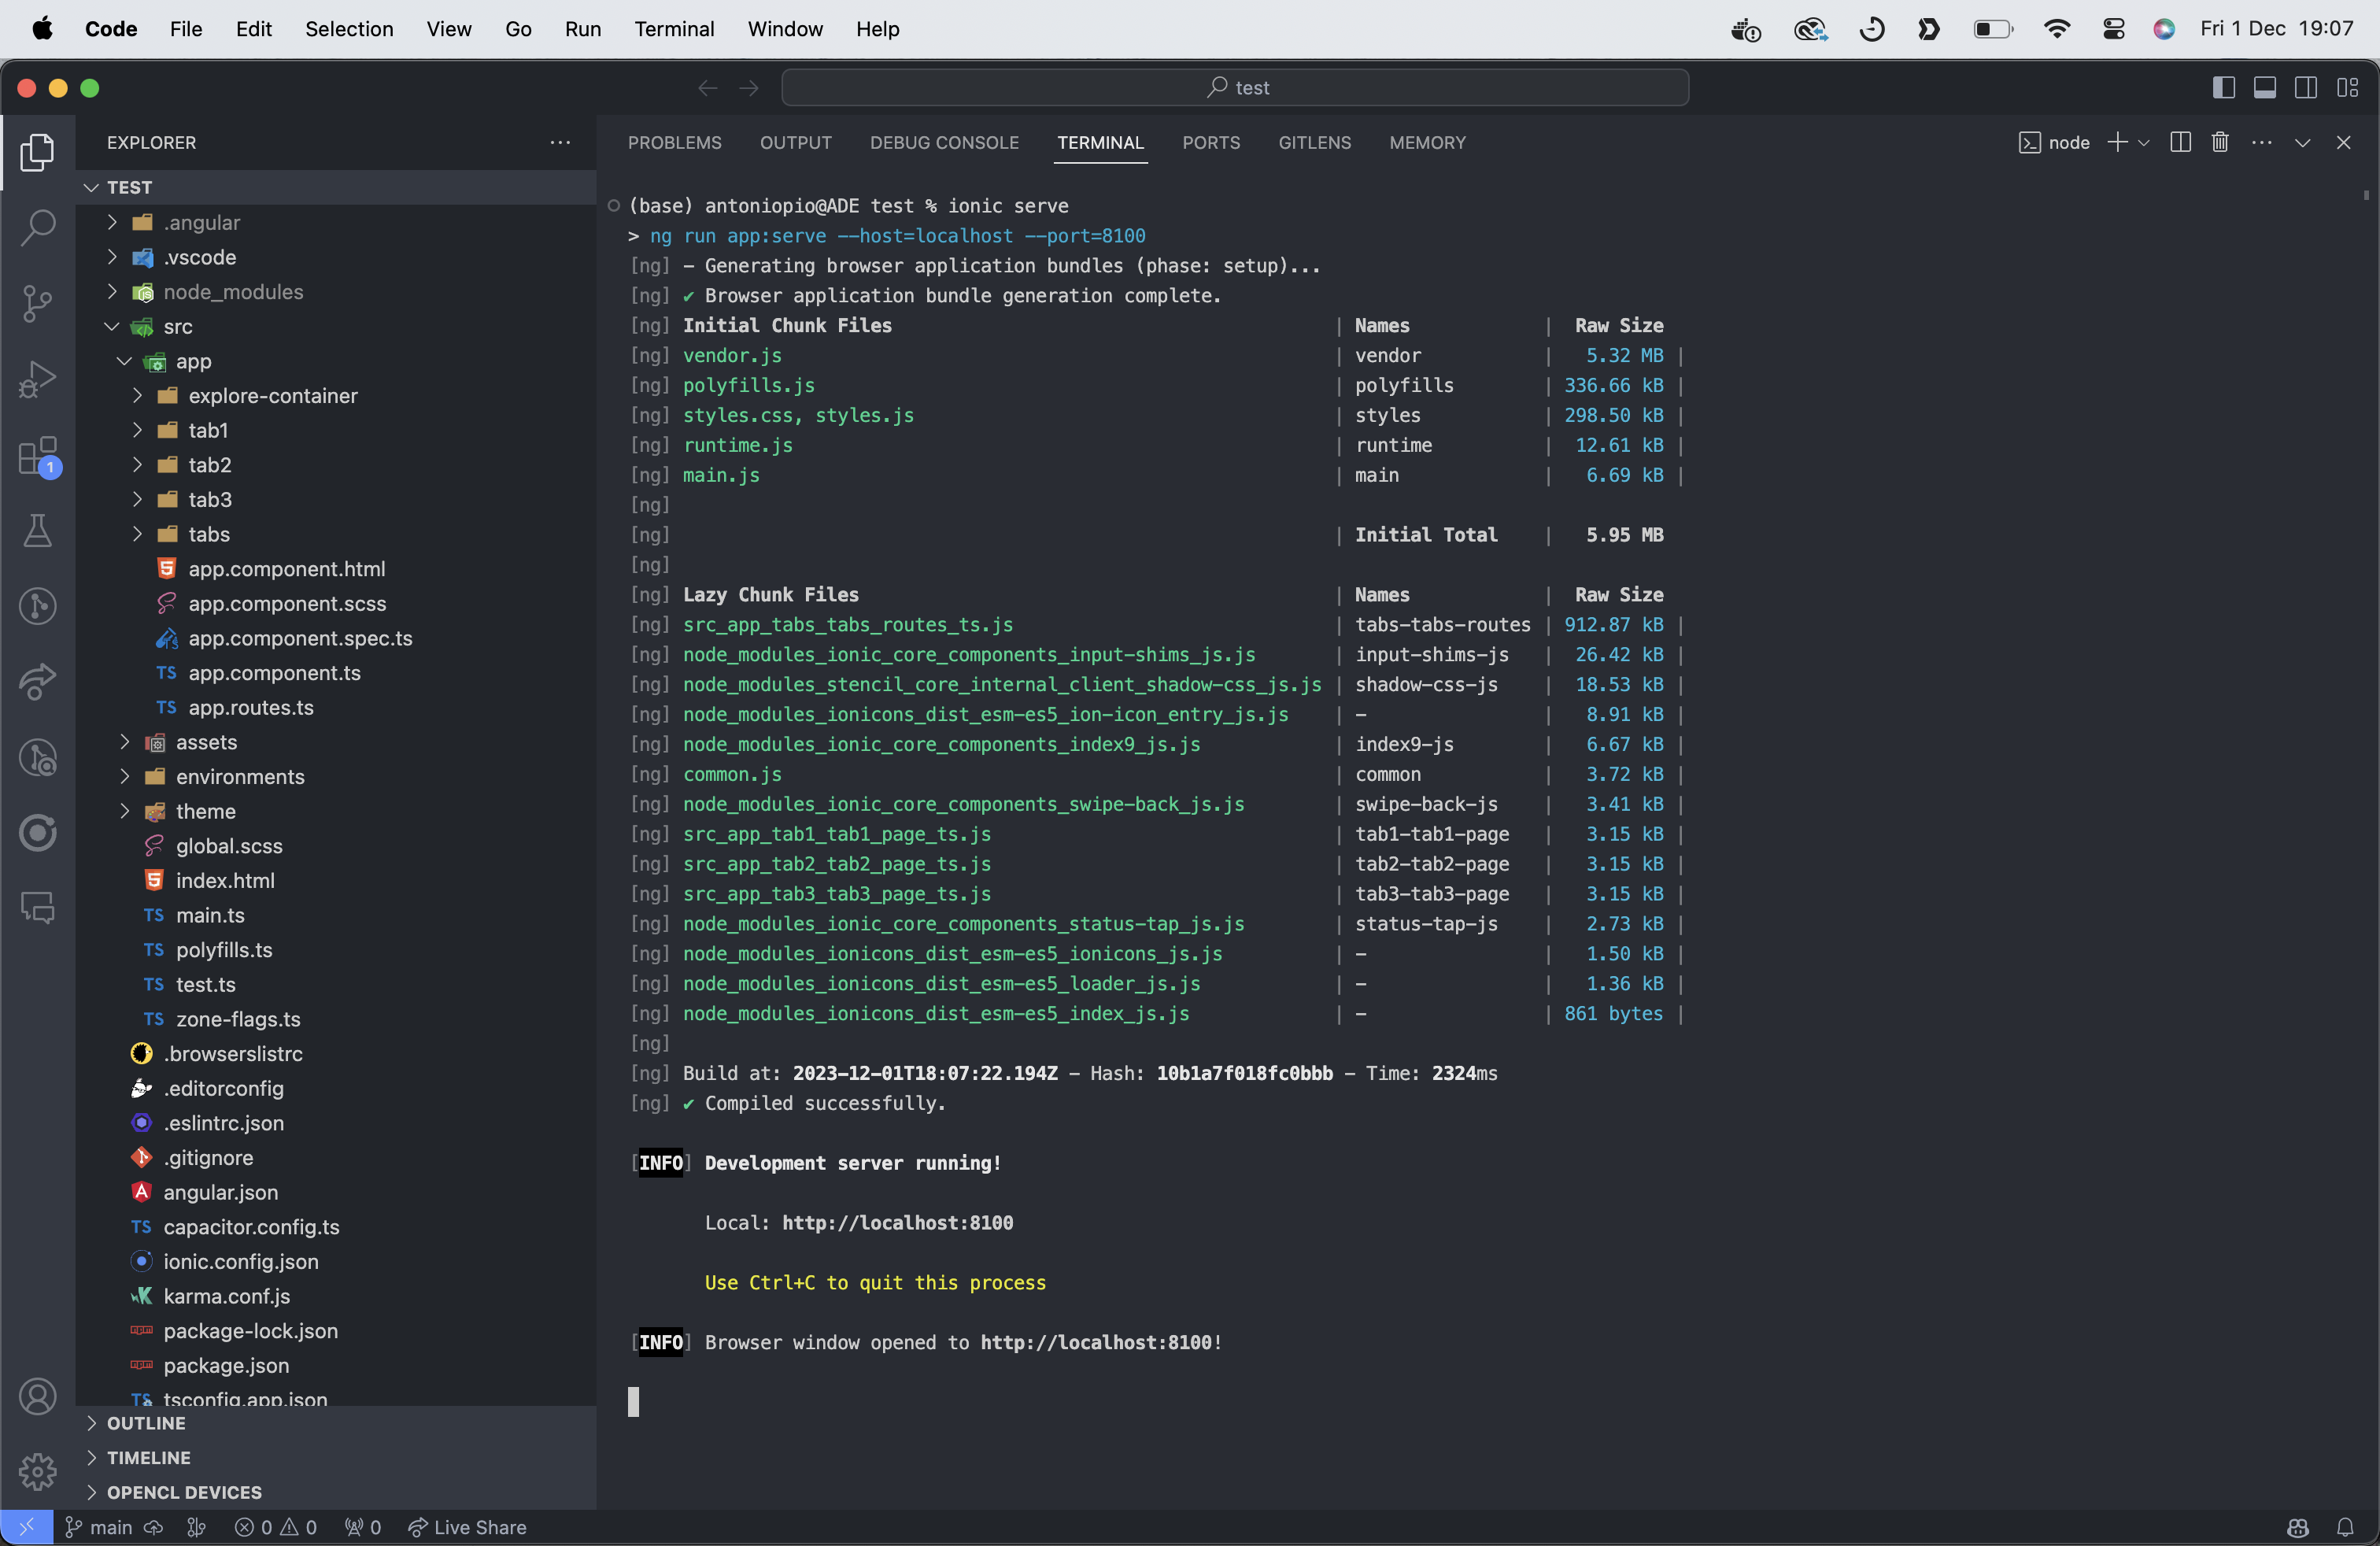 Code File Edit Selection View Go Run Terminal Window Help Fri 1 Dec 19:07
test
EXPLORER
TEST
.angular
.vscode
node_modules
src
app
explore-container
tab1
tab2
tab3
tabs
app.component.html
app.component.scss
app.component.spec.ts
TS app.component.ts
TS app.routes.ts
assets
environments
theme
global.scss
index.html
TS main.ts
TS polyfills.ts
TS test.ts
TS zone-flags.ts
.browserslistrc
.editorconfig
.eslintrc.json
.gitignore
angular.json
TS capacitor.config.ts
ionic.config.json
karma.conf.js
package-lock.json
package.json
TS tsconfig.app.json
OUTLINE
TIMELINE
OPENCL DEVICES
1
PROBLEMS OUTPUT DEBUG CONSOLE TERMINAL PORTS GITLENS MEMORY node
(base) antoniopio@ADE test % ionic serve
> ng run app:serve --host=localhost --port=8100
[ng] - Generating browser application bundles (phase: setup)...
[ng] ✔ Browser application bundle generation complete.
[ng] Initial Chunk Files | Names | Raw Size
[ng] vendor.js | vendor | 5.32 MB |
[ng] polyfills.js | polyfills | 336.66 kB |
[ng] styles.css, styles.js | styles | 298.50 kB |
[ng] runtime.js | runtime | 12.61 kB |
[ng] main.js | main | 6.69 kB |
[ng]
[ng] | Initial Total | 5.95 MB
[ng]
[ng] Lazy Chunk Files | Names | Raw Size
[ng] src_app_tabs_tabs_routes_ts.js | tabs-tabs-routes | 912.87 kB |
[ng] node_modules_ionic_core_components_input-shims_js.js | input-shims-js | 26.42 kB |
[ng] node_modules_stencil_core_internal_client_shadow-css_js.js | shadow-css-js | 18.53 kB |
[ng] node_modules_ionicons_dist_esm-es5_ion-icon_entry_js.js | - | 8.91 kB |
[ng] node_modules_ionic_core_components_index9_js.js | index9-js | 6.67 kB |
[ng] common.js | common | 3.72 kB |
[ng] node_modules_ionic_core_components_swipe-back_js.js | swipe-back-js | 3.41 kB |
[ng] src_app_tab1_tab1_page_ts.js | tab1-tab1-page | 3.15 kB |
[ng] src_app_tab2_tab2_page_ts.js | tab2-tab2-page | 3.15 kB |
[ng] src_app_tab3_tab3_page_ts.js | tab3-tab3-page | 3.15 kB |
[ng] node_modules_ionic_core_components_status-tap_js.js | status-tap-js | 2.73 kB |
[ng] node_modules_ionicons_dist_esm-es5_ionicons_js.js | - | 1.50 kB |
[ng] node_modules_ionicons_dist_esm-es5_loader_js.js | - | 1.36 kB |
[ng] node_modules_ionicons_dist_esm-es5_index_js.js | - | 861 bytes |
[ng]
[ng] Build at: 2023-12-01T18:07:22.194Z - Hash: 10b1a7f018fc0bbb - Time: 2324ms
[ng] ✔ Compiled successfully.
[INFO] Development server running!
Local: http://localhost:8100
Use Ctrl+C to quit this process
[INFO] Browser window opened to http://localhost:8100!
main 0 0 0 Live Share